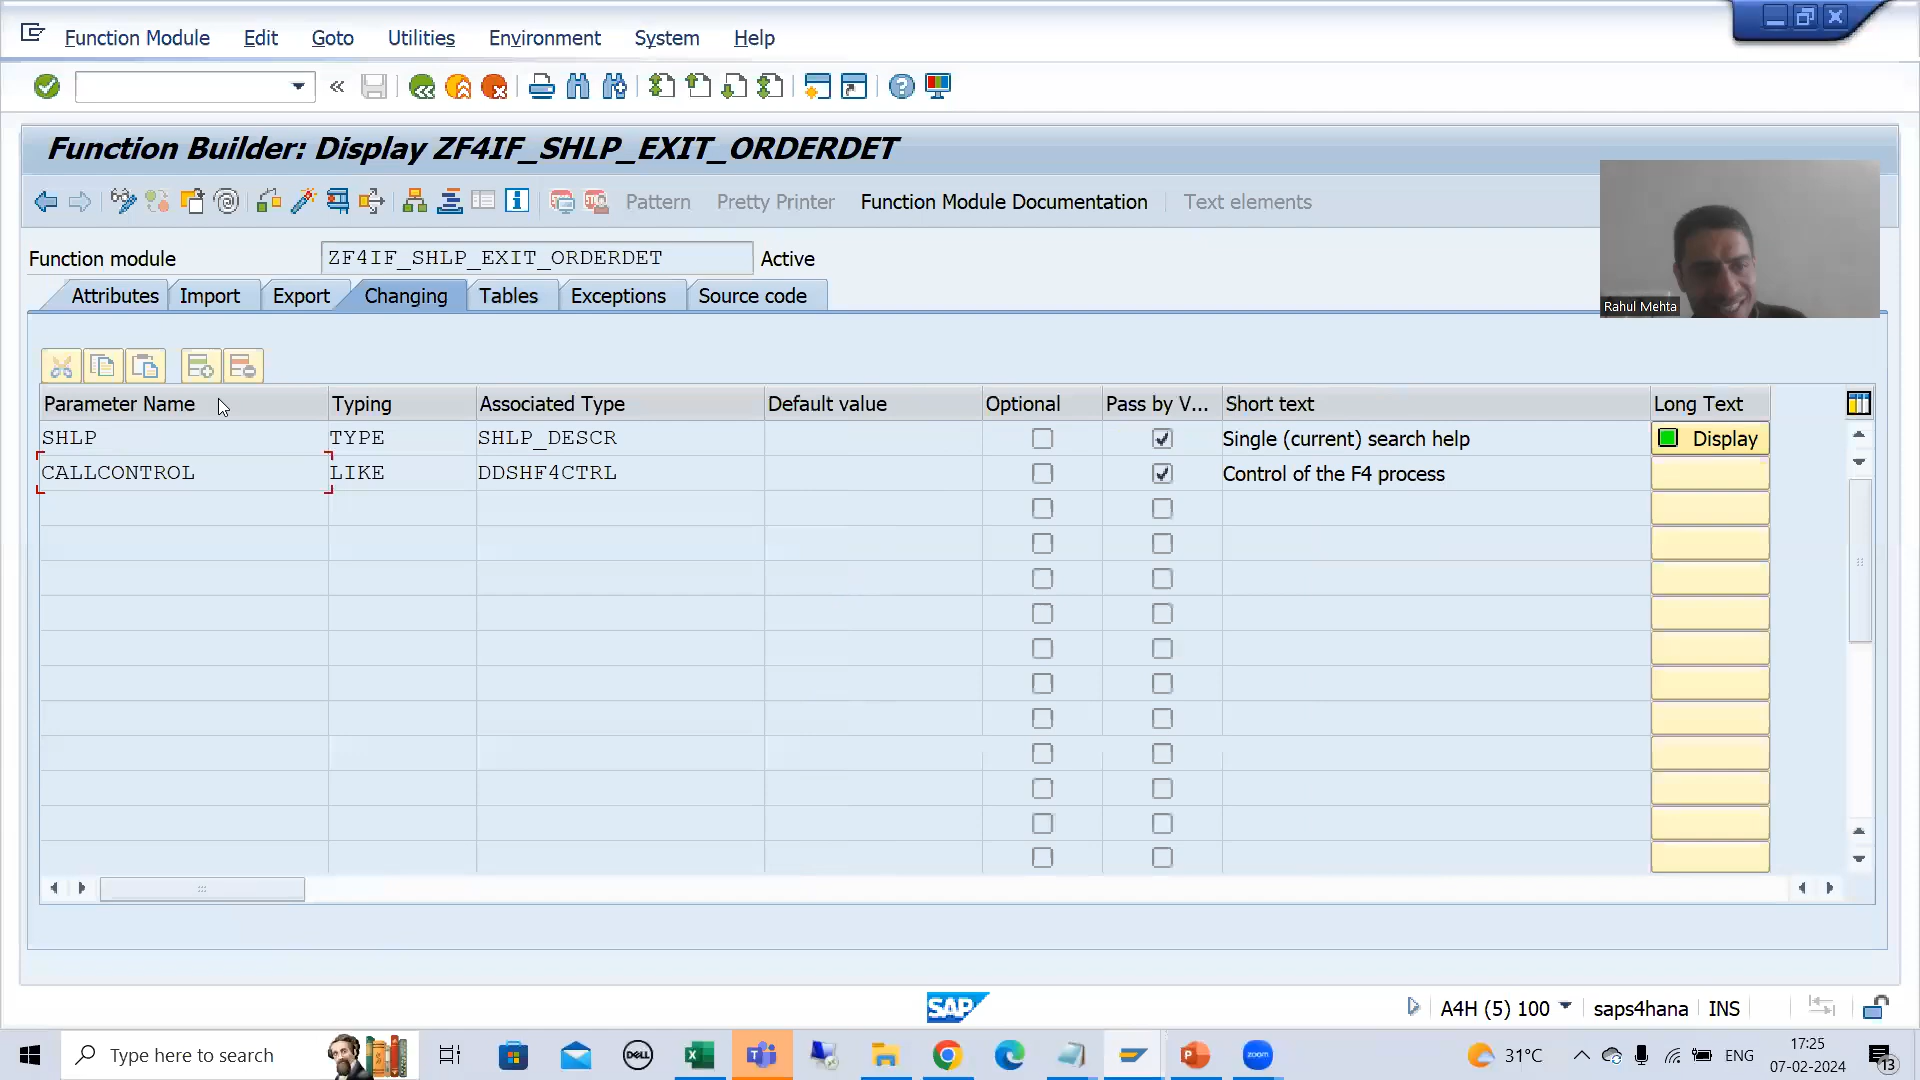 Function Module Edit Goto Utilities Environment System Help
Function Builder: Display ZF4IF_SHLP_EXIT_ORDERDET
Pattern Pretty Printer Function Module Documentation Text elements
Function module ZF4IF_SHLP_EXIT_ORDERDET Active
Attributes Import Export Changing Tables Exceptions Source code
Rahul Mehta
Parameter Name Typing Associated Type Default value Optional Pass by V... Short text Long Text
SHLP TYPE SHLP_DESCR Single (current) search help Display
CALLCONTROL LIKE DDSHF4CTRL Control of the F4 process
SAP A4H (5) 100 saps4hana INS
Type here to search DELL zoom 31°C ENG 17:25
07-02-2024 13